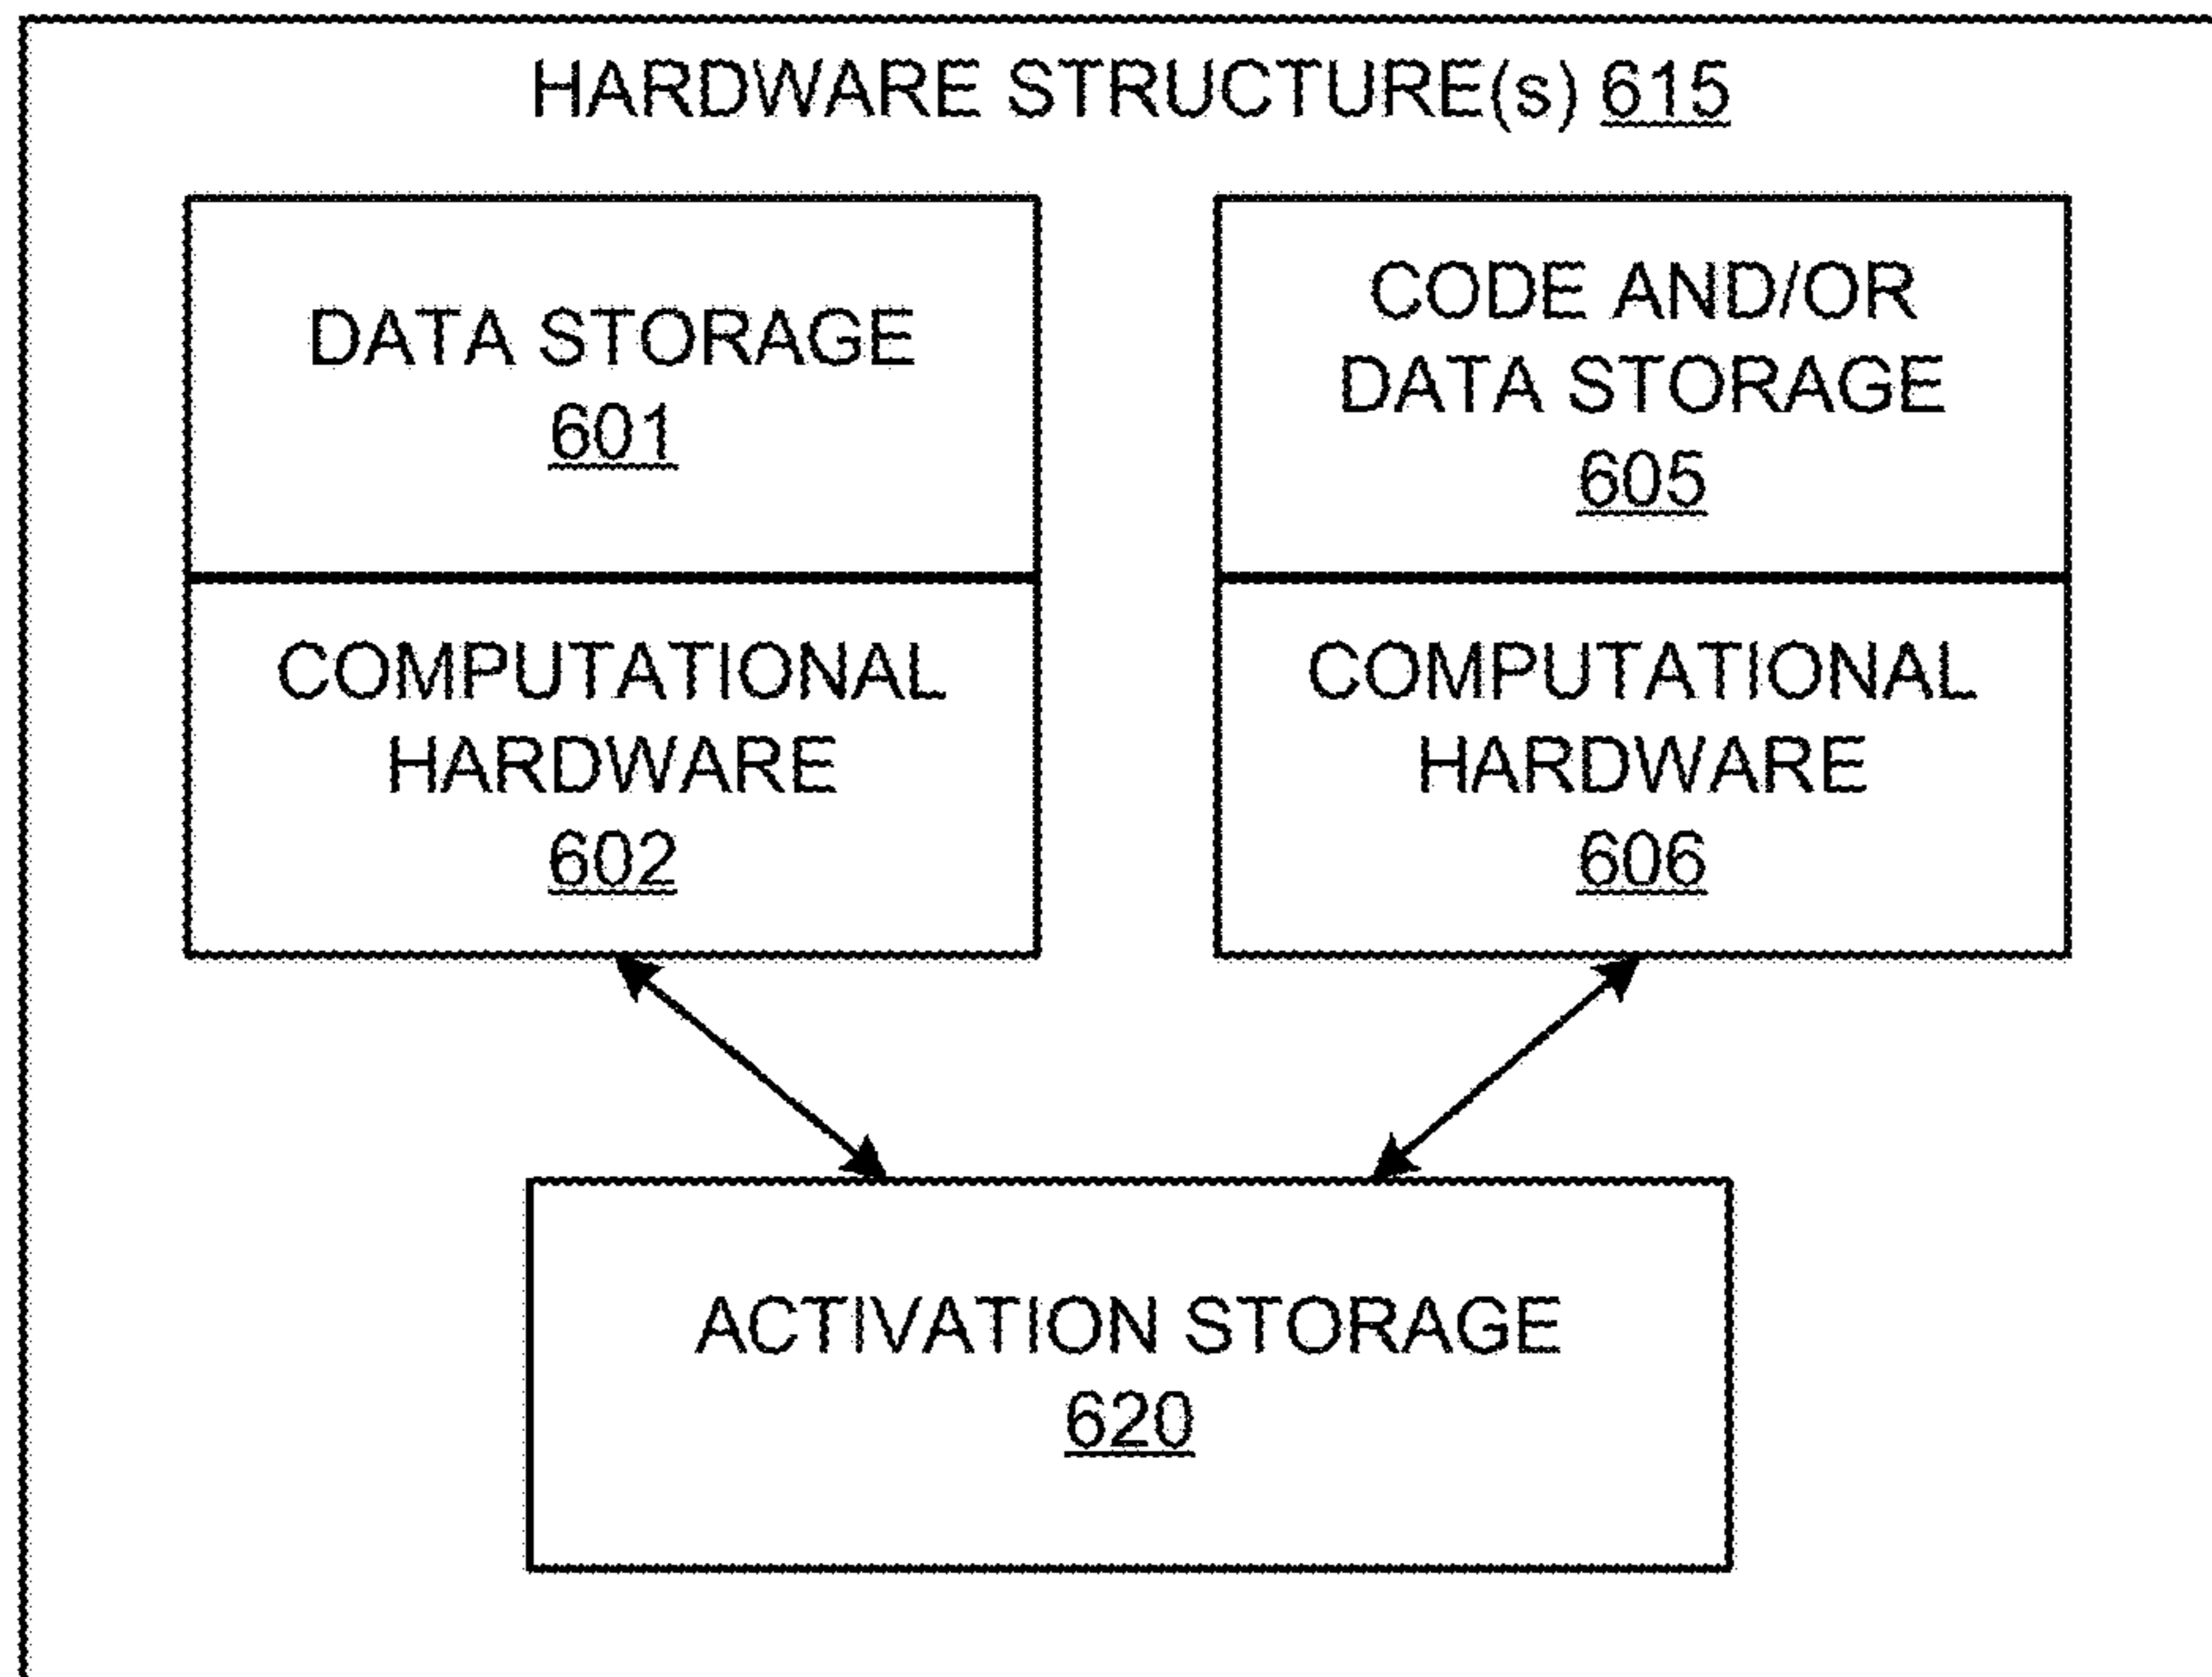 HARDWARE STRUCTURE(s) 615
DATA STORAGE
601
CODE AND/OR
DATA STORAGE
605
COMPUTATIONAL
HARDWARE
602
COMPUTATIONAL
HARDWARE
606
ACTIVATION STORAGE
620